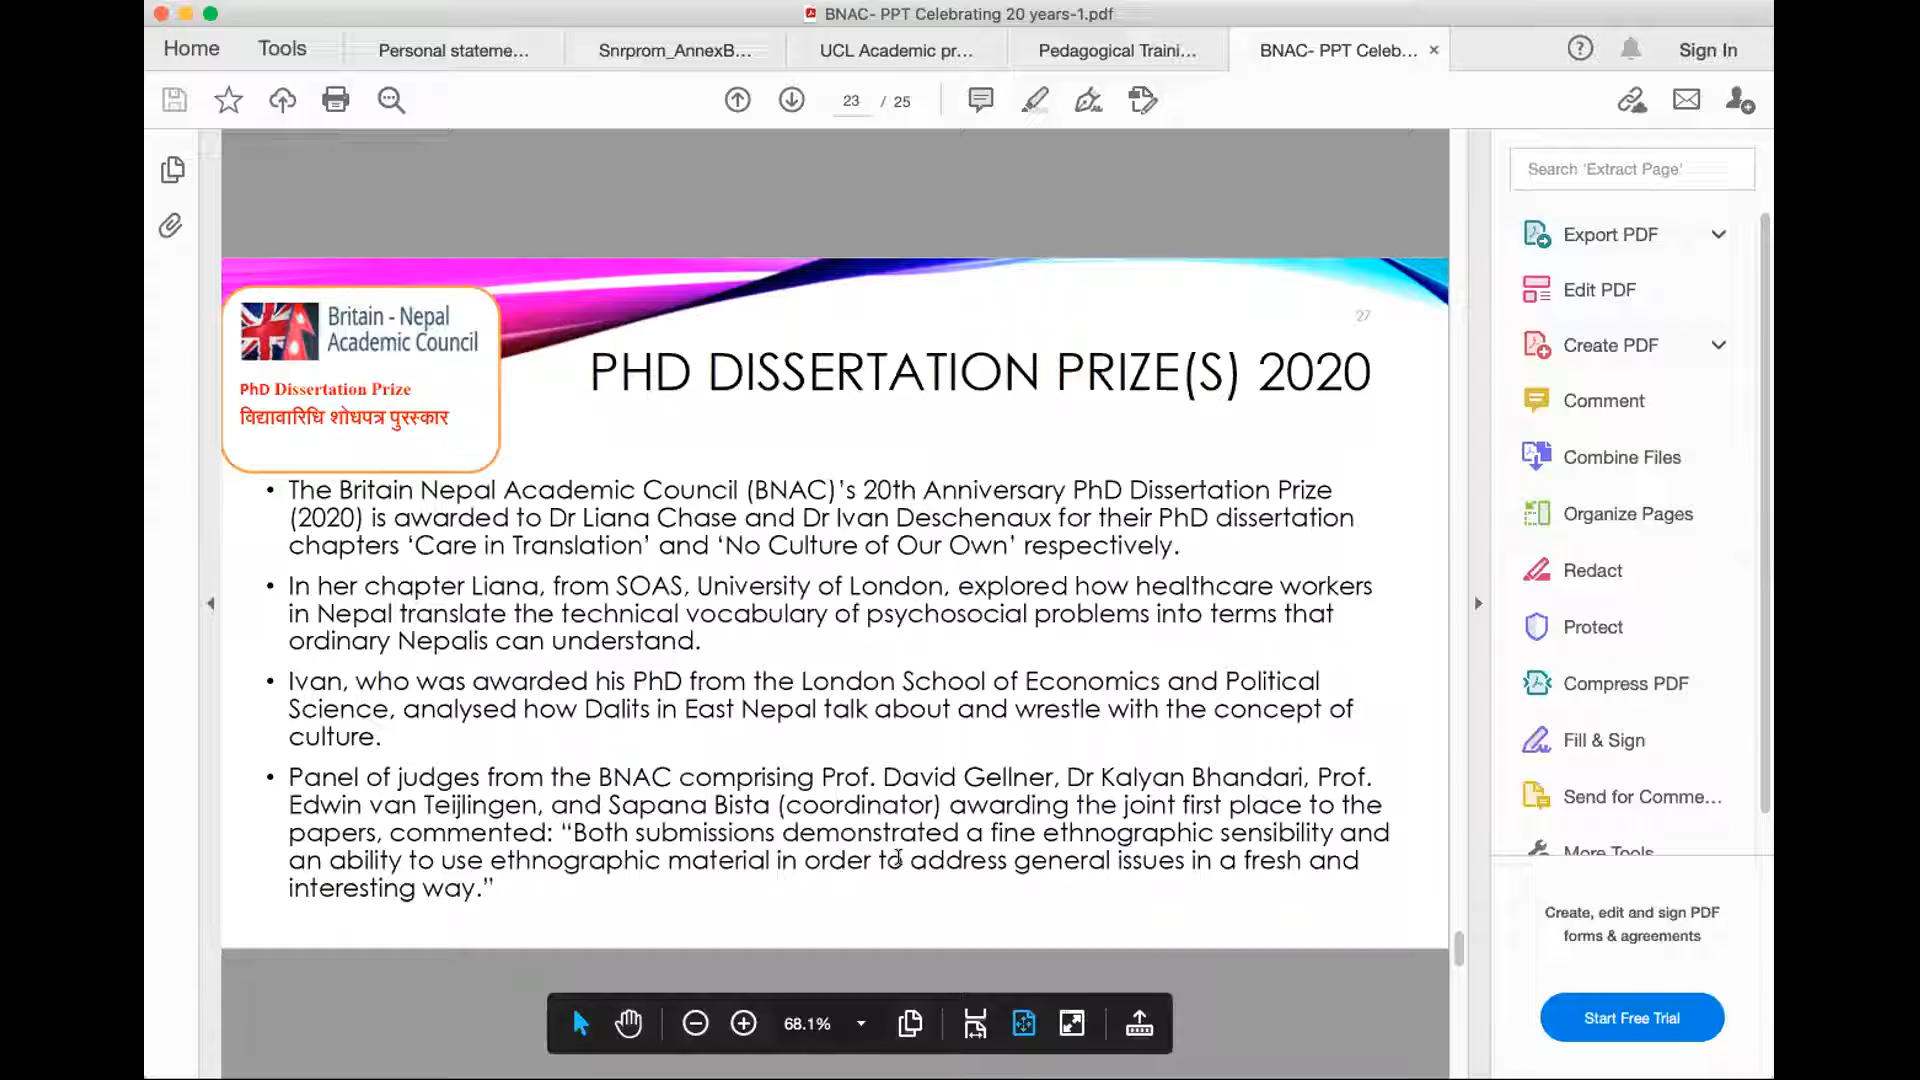 BNAC- PPT Celebrating 20 years-1.pdf
Home
Tools
Personal stateme...
Snrprom_AnnexB...
UCL Academic pr...
Pedagogical Traini...
BNAC- PPT Celeb... ×
Sign In
23 / 25
Search 'Extract Page'
Export PDF
Edit PDF
Create PDF
Comment
Combine Files
Organize Pages
Redact
Protect
Compress PDF
Fill & Sign
Send for Comme...
More Tools
Create, edit and sign PDF
forms & agreements
Start Free Trial
Britain - Nepal
Academic Council
PhD Dissertation Prize
विद्यावारिधि शोधपत्र पुरस्कार
27
PHD DISSERTATION PRIZE(S) 2020
• The Britain Nepal Academic Council (BNAC)’s 20th Anniversary PhD Dissertation Prize
(2020) is awarded to Dr Liana Chase and Dr Ivan Deschenaux for their PhD dissertation
chapters ‘Care in Translation’ and ‘No Culture of Our Own’ respectively.
• In her chapter Liana, from SOAS, University of London, explored how healthcare workers
in Nepal translate the technical vocabulary of psychosocial problems into terms that
ordinary Nepalis can understand.
• Ivan, who was awarded his PhD from the London School of Economics and Political
Science, analysed how Dalits in East Nepal talk about and wrestle with the concept of
culture.
• Panel of judges from the BNAC comprising Prof. David Gellner, Dr Kalyan Bhandari, Prof.
Edwin van Teijlingen, and Sapana Bista (coordinator) awarding the joint first place to the
papers, commented: “Both submissions demonstrated a fine ethnographic sensibility and
an ability to use ethnographic material in order to address general issues in a fresh and
interesting way.”
68.1%